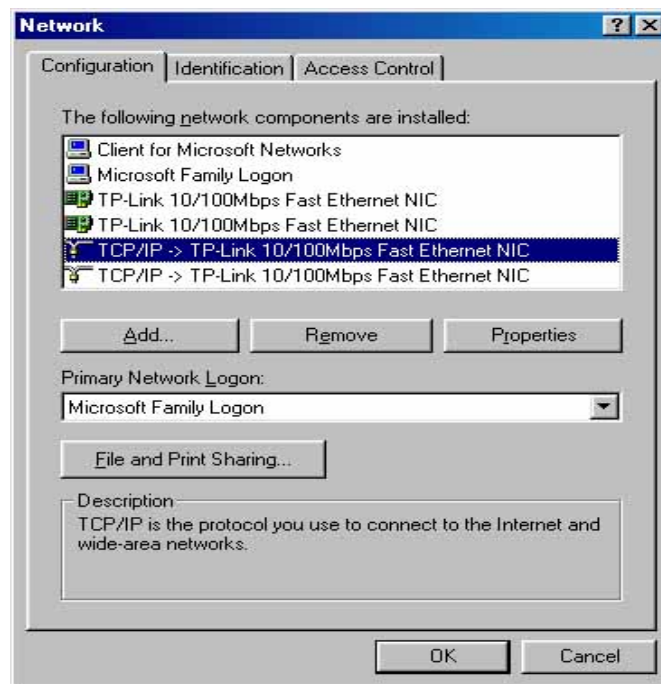 Network
Configuration Identification Access Control
The following network components are installed:
Client for Microsoft Networks
Microsoft Family Logon
TP-Link 10/100Mbps Fast Ethernet NIC
TP-Link 10/100Mbps Fast Ethernet NIC
TCP/IP -> TP-Link 10/100Mbps Fast Ethernet NIC
TCP/IP -> TP-Link 10/100Mbps Fast Ethernet NIC
Add... Remove Properties
Primary Network Logon:
Microsoft Family Logon
File and Print Sharing...
Description
TCP/IP is the protocol you use to connect to the Internet and
wide-area networks.
OK Cancel